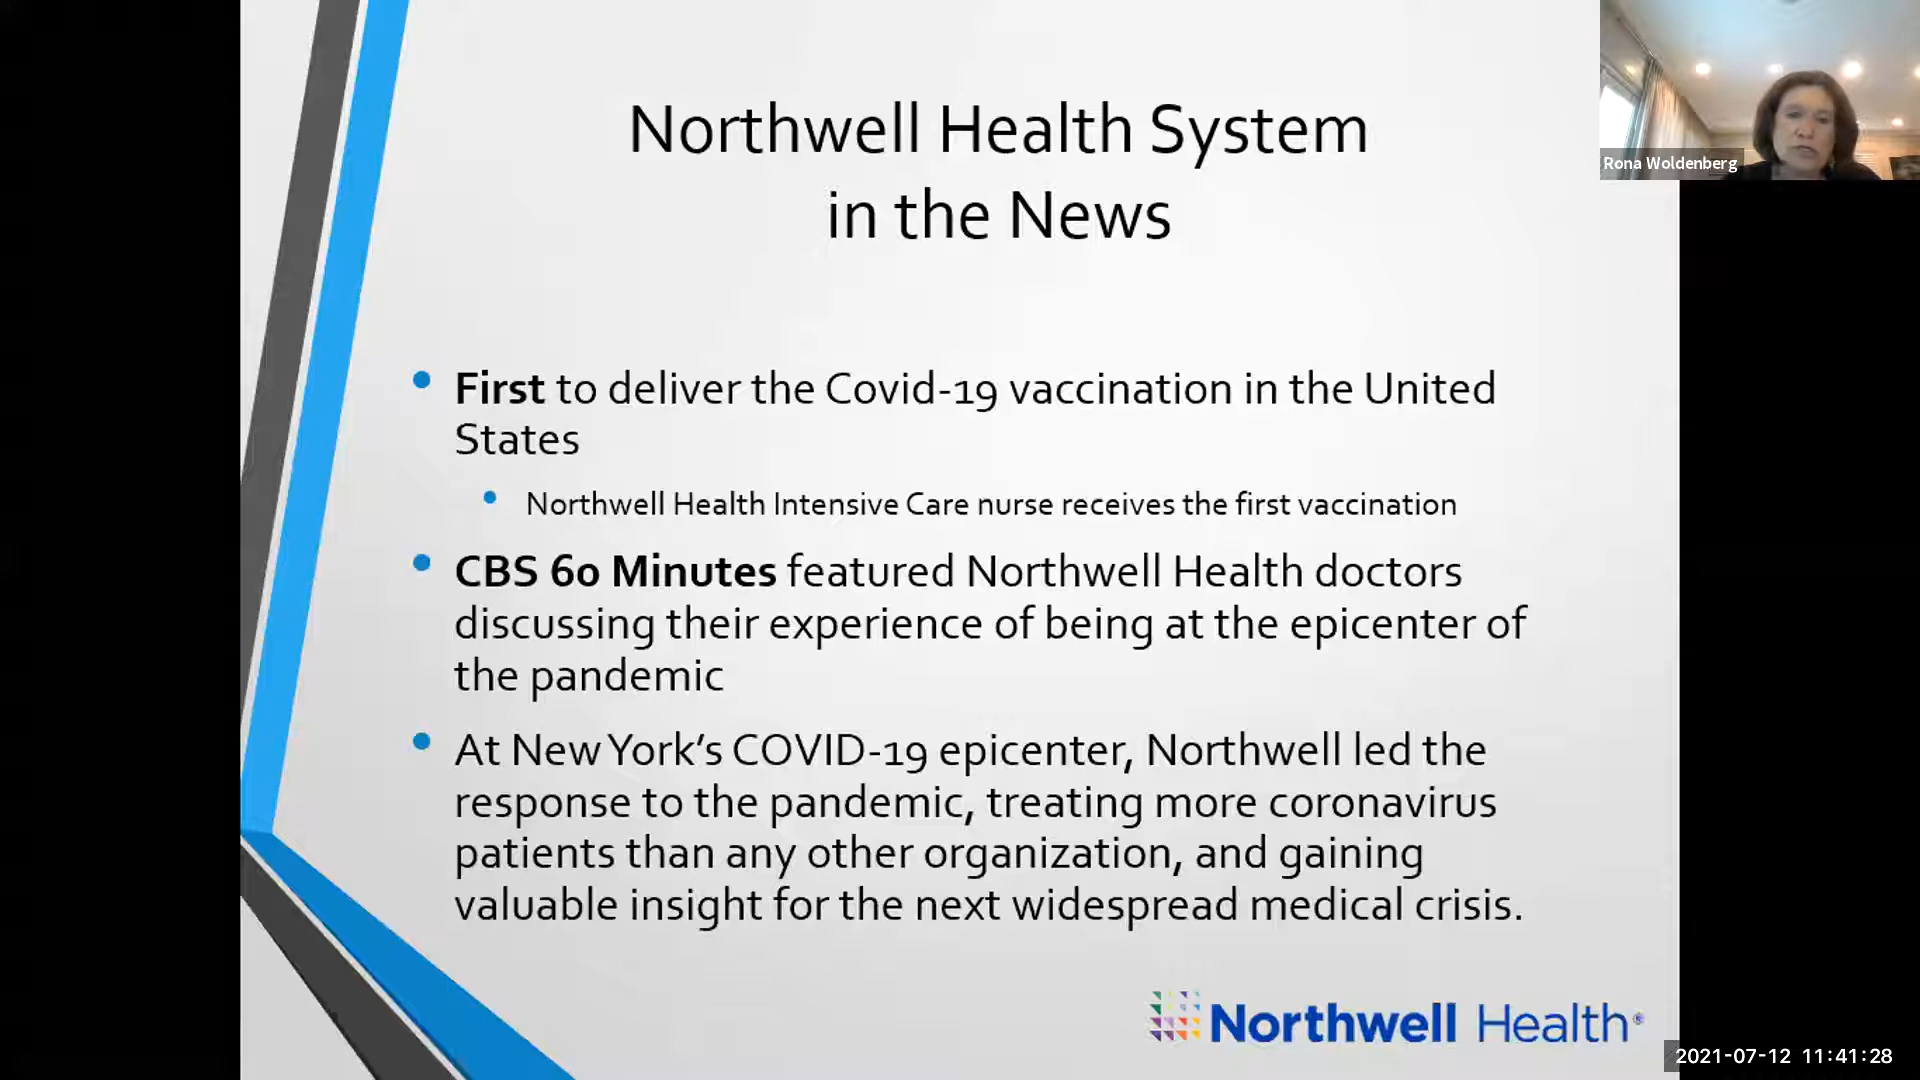 Northwell Health System
in the News
Rona Woldenberg
• First to deliver the Covid-19 vaccination in the United
States
• Northwell Health Intensive Care nurse receives the first vaccination
• CBS 60 Minutes featured Northwell Health doctors
discussing their experience of being at the epicenter of
the pandemic
• At New York’s COVID-19 epicenter, Northwell led the
response to the pandemic, treating more coronavirus
patients than any other organization, and gaining
valuable insight for the next widespread medical crisis.
Northwell Health®
2021-07-12 11:41:28